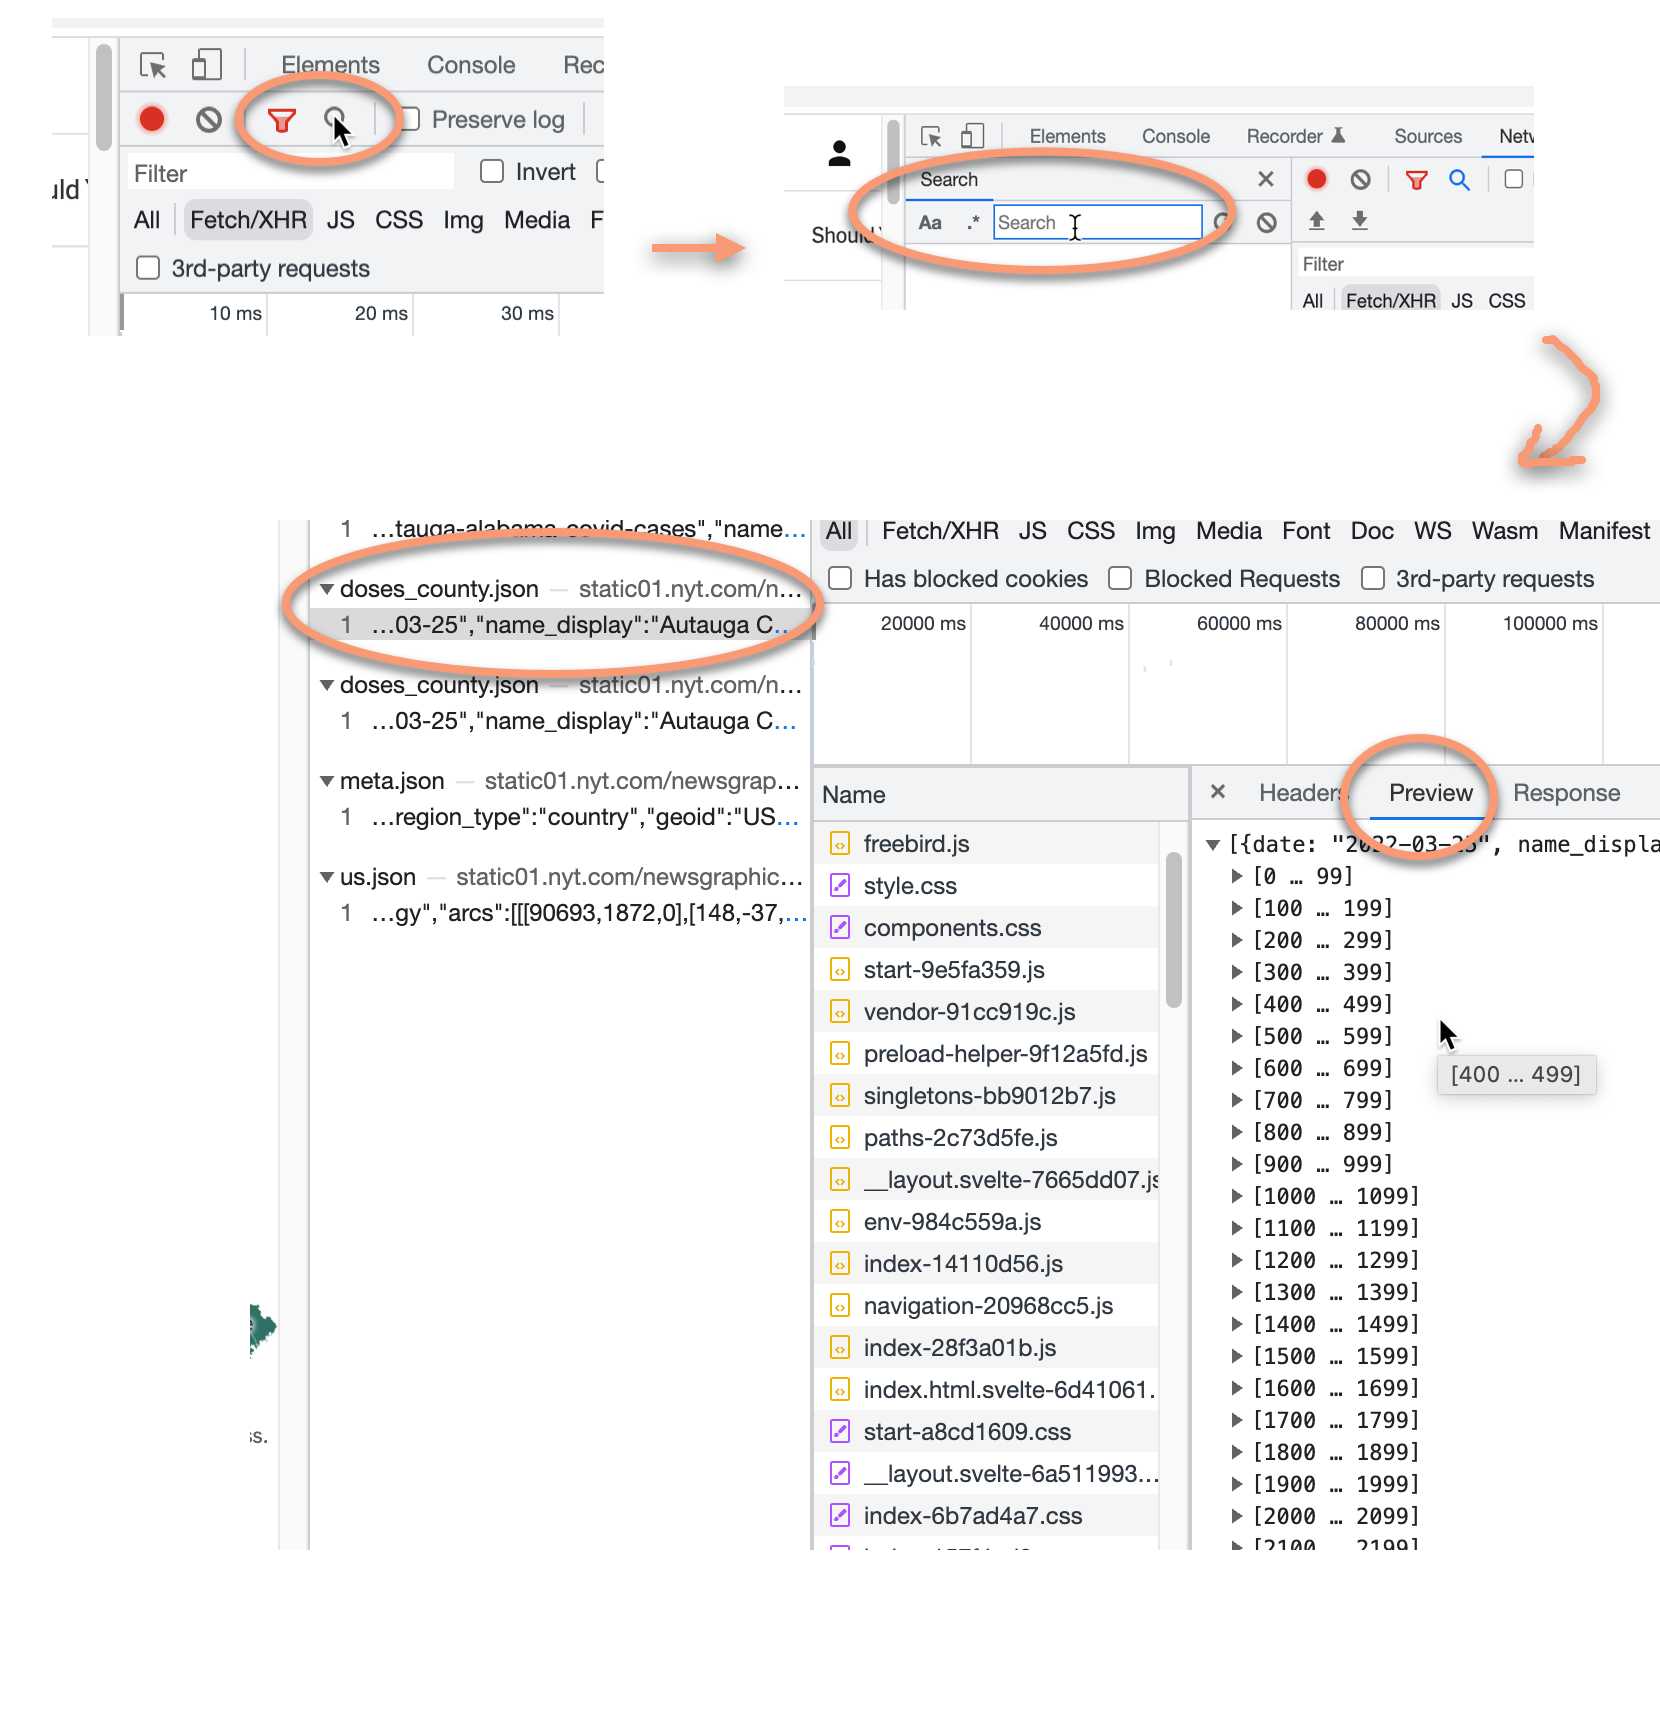 Elements Console Rec
Preserve log
Filter Invert
All Fetch/XHR JS CSS Img Media F
3rd-party requests
10 ms 20 ms 30 ms
Elements Console Recorder Sources Netw
Search
Should
Aa .* Search
Filter
All Fetch/XHR JS CSS
1 …tauga-alabama-covid-cases","name…
doses_county.json — static01.nyt.com/n…
1 …03-25","name_display":"Autauga C…
doses_county.json — static01.nyt.com/n…
1 …03-25","name_display":"Autauga C…
meta.json — static01.nyt.com/newsgrap…
1 …region_type":"country","geoid":"US…
us.json — static01.nyt.com/newsgraphic…
1 …gy","arcs":[[[90693,1872,0],[148,-37,…
ss.
All Fetch/XHR JS CSS Img Media Font Doc WS Wasm Manifest
Has blocked cookies Blocked Requests 3rd-party requests
20000 ms 40000 ms 60000 ms 80000 ms 100000 ms
Name
freebird.js
style.css
components.css
start-9e5fa359.js
vendor-91cc919c.js
preload-helper-9f12a5fd.js
singletons-bb9012b7.js
paths-2c73d5fe.js
__layout.svelte-7665dd07.js
env-984c559a.js
index-14110d56.js
navigation-20968cc5.js
index-28f3a01b.js
index.html.svelte-6d41061.
start-a8cd1609.css
__layout.svelte-6a511993…
index-6b7ad4a7.css
× Headers Preview Response
[{date: "2022-03-25", name_displa
[0 … 99]
[100 … 199]
[200 … 299]
[300 … 399]
[400 … 499]
[500 … 599]
[400 … 499]
[600 … 699]
[700 … 799]
[800 … 899]
[900 … 999]
[1000 … 1099]
[1100 … 1199]
[1200 … 1299]
[1300 … 1399]
[1400 … 1499]
[1500 … 1599]
[1600 … 1699]
[1700 … 1799]
[1800 … 1899]
[1900 … 1999]
[2000 … 2099]
[2100 … 2199]